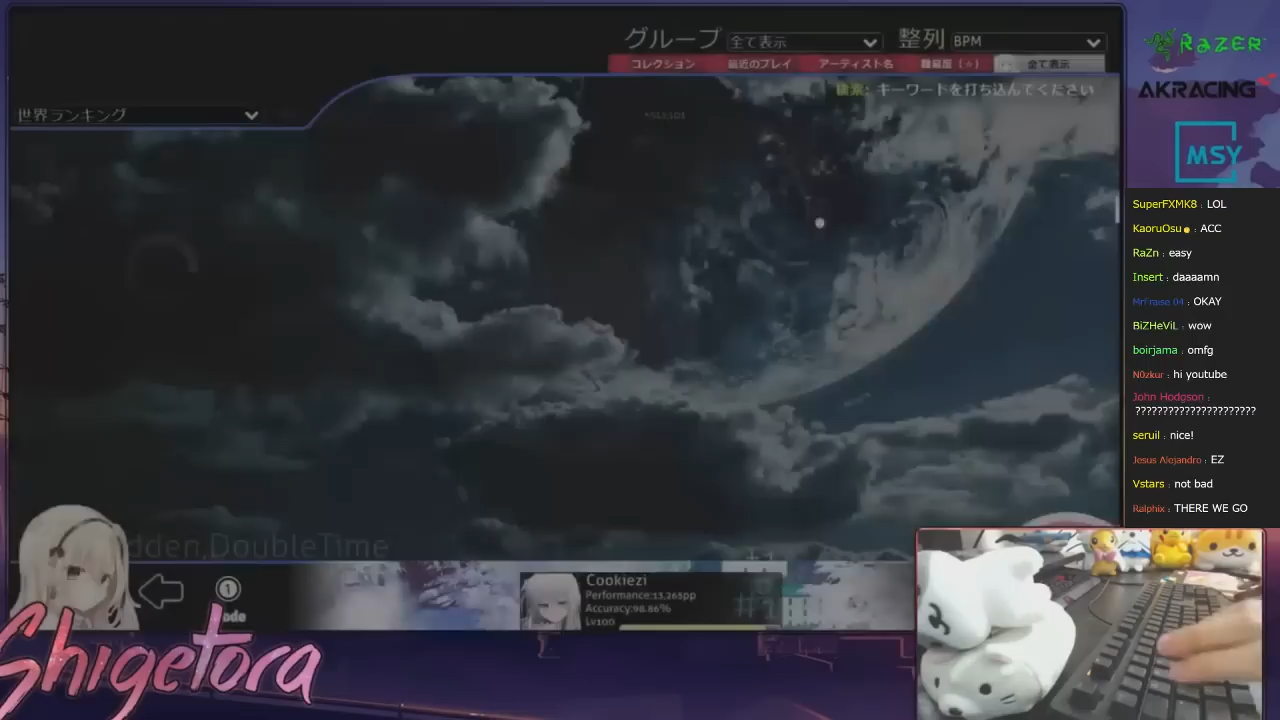 グループ 全て表示 整列 BPM
コレクション 最近のプレイ アーティスト名 難易度 (☆) 全て表示
検索: キーワードを打ち込んでください
世界ランキング
dden,DoubleTime
Cookiezi
Performance:13,265pp
Accuracy:98.86%
Lv100
ode
Shigetora
RAZER
AKRACING
MSY
SuperFXMK8 : LOL
KaoruOsu : ACC
RaZn : easy
Insert : daaaamn
: OKAY
BiZHeViL : wow
boirjama : omfg
N0zkur : hi youtube
John Hodgson :
??????????????????????
seruil : nice!
Jesus Alejandro : EZ
Vstars : not bad
Ralphix : THERE WE GO